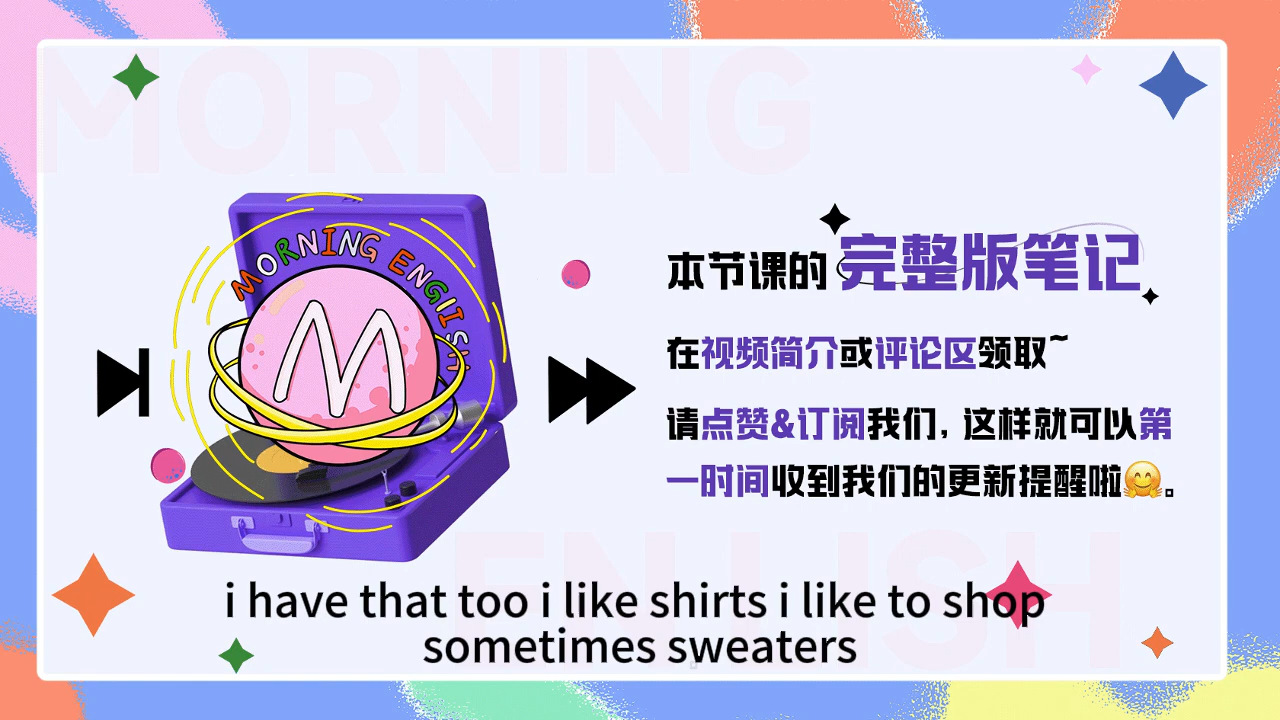 MORNING
MORNING ENGLISH
M
本节课的 完整版笔记
在视频简介或评论区领取~
请点赞&订阅我们, 这样就可以第
一时间收到我们的更新提醒啦🤗。
ENLISH
i have that too i like shirts i like to shop
sometimes sweaters